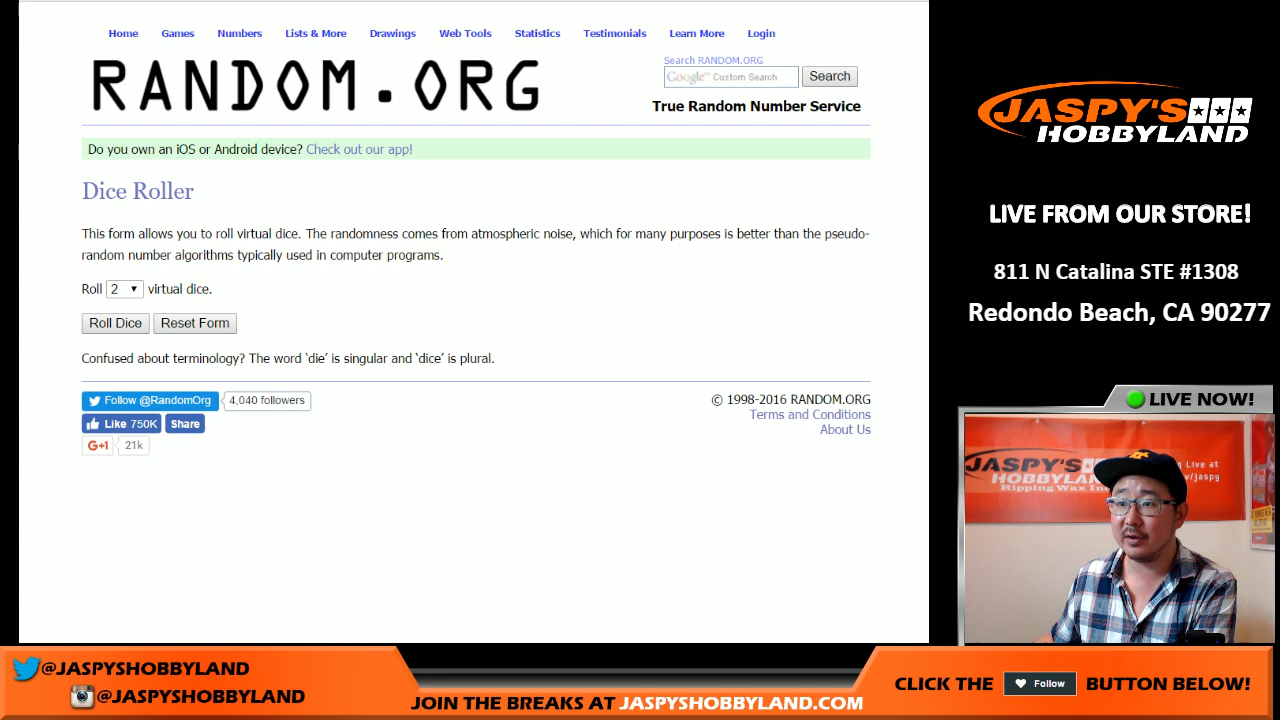 Home Games Numbers Lists & More Drawings Web Tools Statistics Testimonials Learn More Login
RANDOM.ORG
Search RANDOM.ORG
Google™ Custom Search
Search
True Random Number Service
Do you own an iOS or Android device? Check out our app!
Dice Roller
This form allows you to roll virtual dice. The randomness comes from atmospheric noise, which for many purposes is better than the pseudo-
random number algorithms typically used in computer programs.
Roll 2 virtual dice.
Roll Dice Reset Form
Confused about terminology? The word ‘die’ is singular and ‘dice’ is plural.
Follow @RandomOrg 4,040 followers
Like 750K Share
G+1 21k
© 1998-2016 RANDOM.ORG
Terms and Conditions
About Us
JASPY'S
HOBBYLAND
LIVE FROM OUR STORE!
811 N Catalina STE #1308
Redondo Beach, CA 90277
LIVE NOW!
JASPY'S
HOBBYLA
Ripping Wax
g Live at
v/jaspy
@JASPYSHOBBYLAND
@JASPYSHOBBYLAND
JOIN THE BREAKS AT JASPYSHOBBYLAND.COM
CLICK THE Follow BUTTON BELOW!